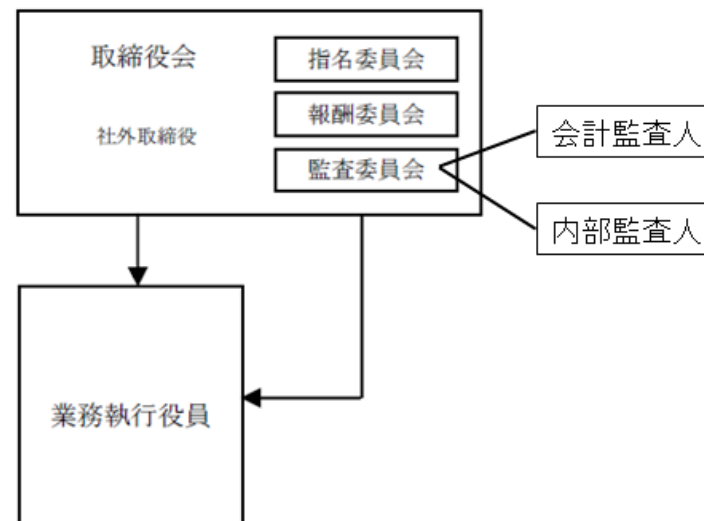 取締役会
社外取締役
指名委員会
報酬委員会
監査委員会
会計監査人
内部監査人
業務執行役員